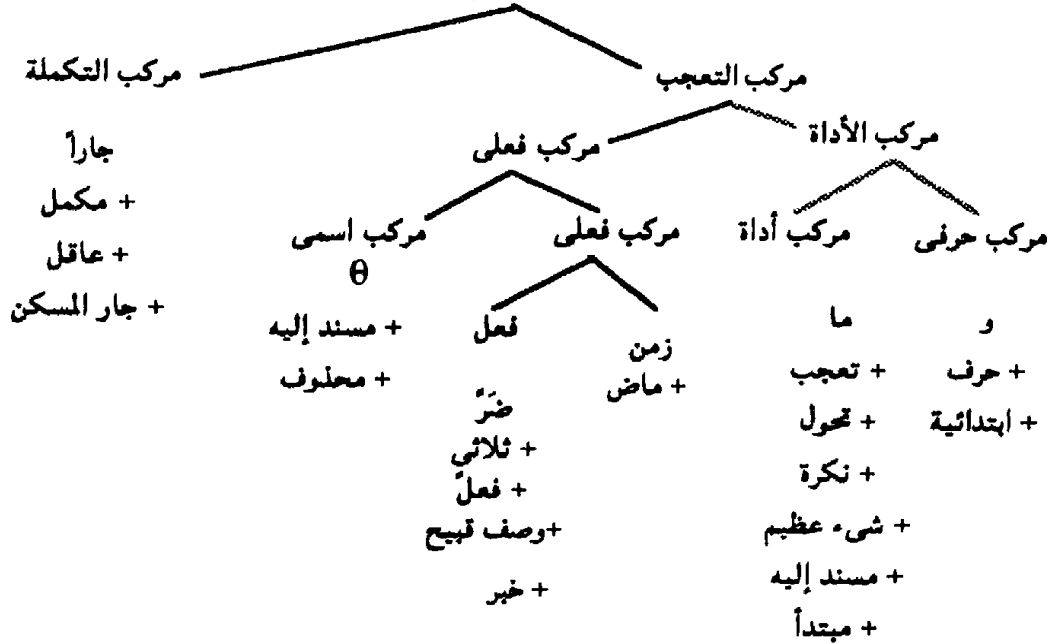 مركب التعجب
مركب التكملة
مركب الأداة
مركب فعلى
مركب حرفى
مركب أداة
مركب فعلى
مركب اسمى
و
+ حرف
+ ابتدائية
ما
+ تعجب
+ تحول
+ نكرة
+ شىء عظيم
+ مسند إليه
+ مبتدأ
زمن
+ ماض
فعل
ضَرَّ
+ ثلاثي
+ فعلَّ
+وصف قبيح
+ خبر
θ
+ مسند إليه
+ محذوف
جاراً
+ مكمل
+ عاقل
+ جار المسكن